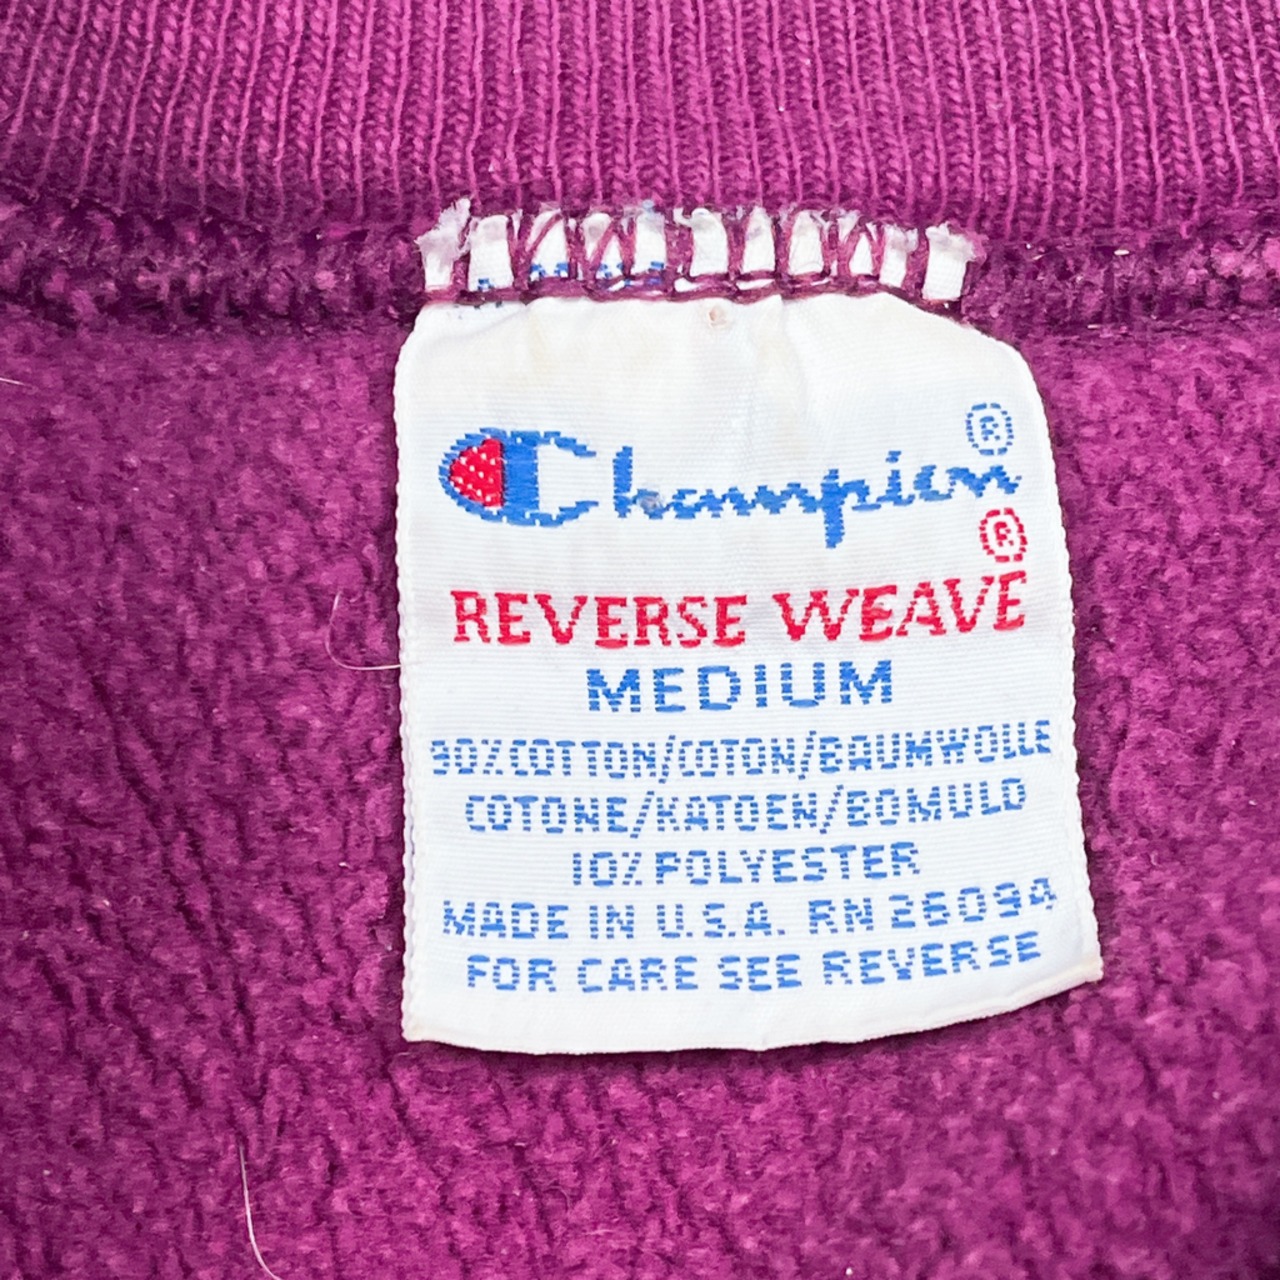 Champion®
®
REVERSE WEAVE
MEDIUM
90% COTTON/COTON/BAUMWOLLE
COTONE/KATOEN/BOMULD
10% POLYESTER
MADE IN U.S.A. RN 26094
FOR CARE SEE REVERSE